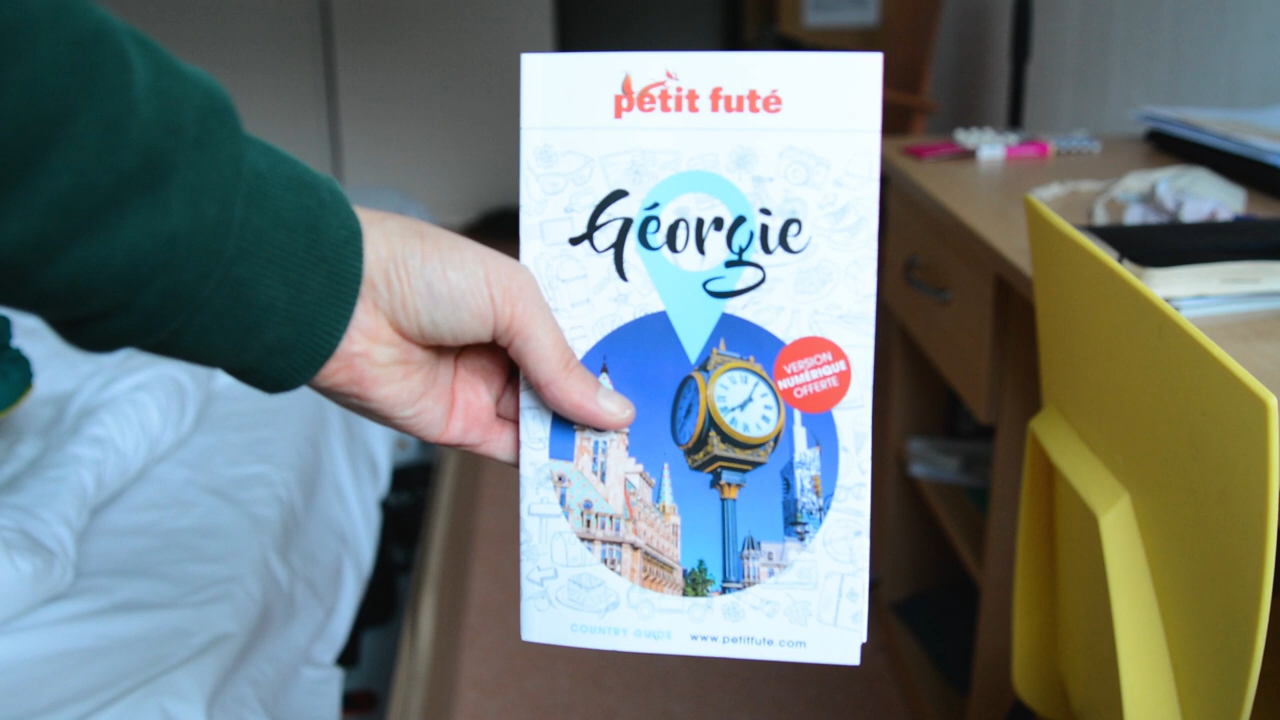 petit futé
Géorgie
VERSION
NUMÉRIQUE
OFFERTE
COUNTRY GUIDE www.petitfute.com